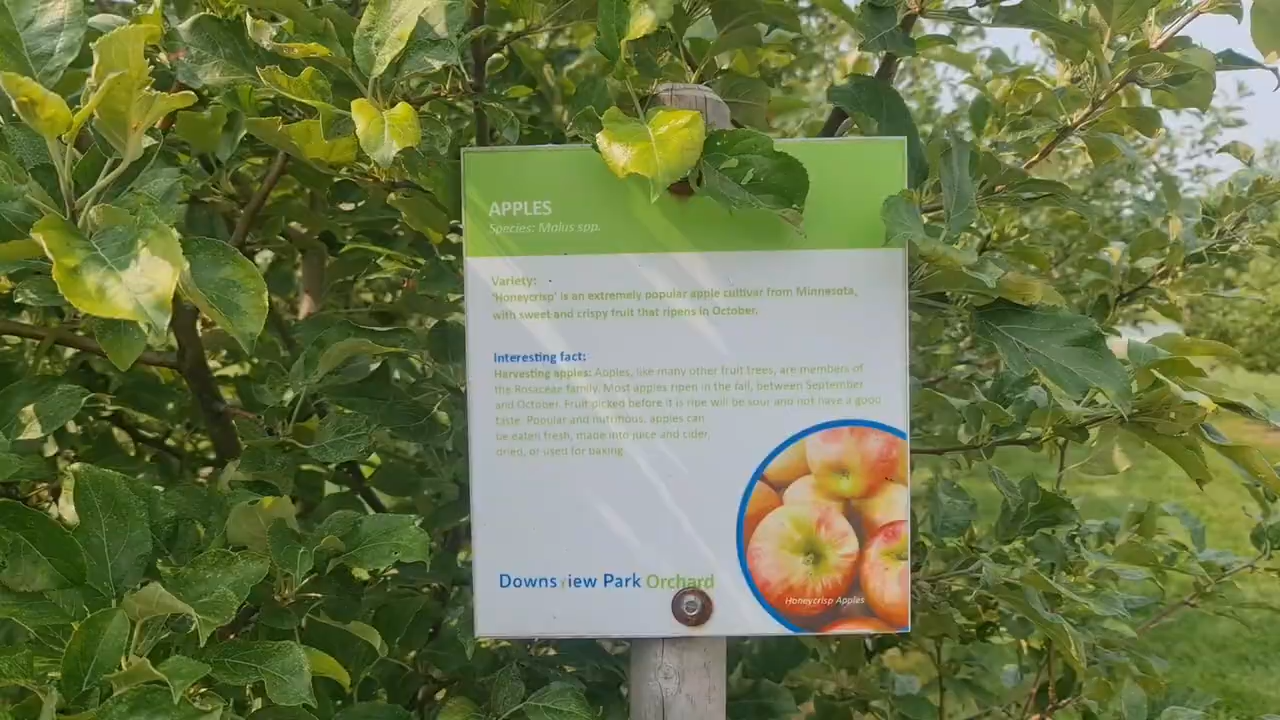 APPLES
Species: Malus spp.
Variety:
'Honeycrisp' is an extremely popular apple cultivar from Minnesota,
with sweet and crispy fruit that ripens in October.
Interesting fact:
Harvesting apples: Apples, like many other fruit trees, are members of
the Rosaceae family. Most apples ripen in the fall, between September
and October. Fruit picked before it is ripe will be sour and not have a good
taste. Popular and nutritious, apples can
be eaten fresh, made into juice and cider,
dried, or used for baking.
Downsview Park Orchard
Honeycrisp Apples